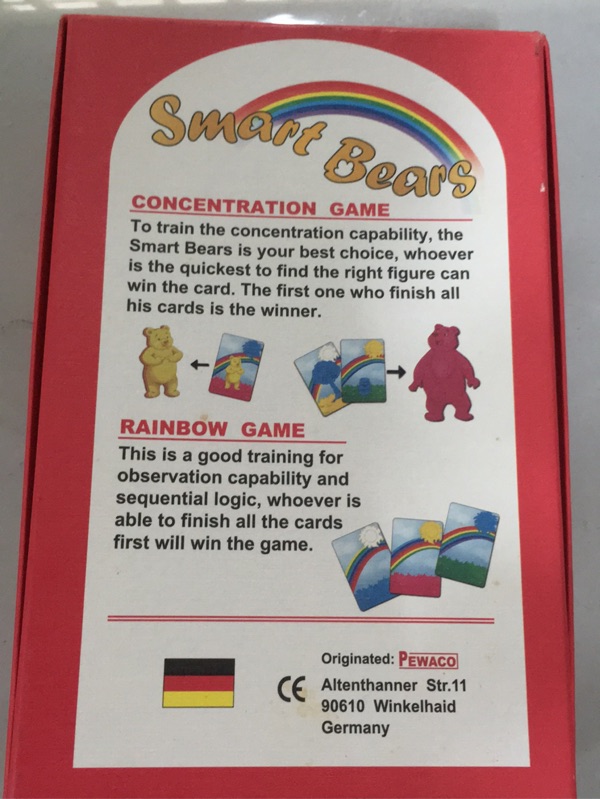 Smart Bears
CONCENTRATION GAME
To train the concentration capability, the
Smart Bears is your best choice, whoever
is the quickest to find the right figure can
win the card. The first one who finish all
his cards is the winner.
RAINBOW GAME
This is a good training for
observation capability and
sequential logic, whoever is
able to finish all the cards
first will win the game.
Originated: PEWACO
CE
Altenthanner Str.11
90610 Winkelhaid
Germany